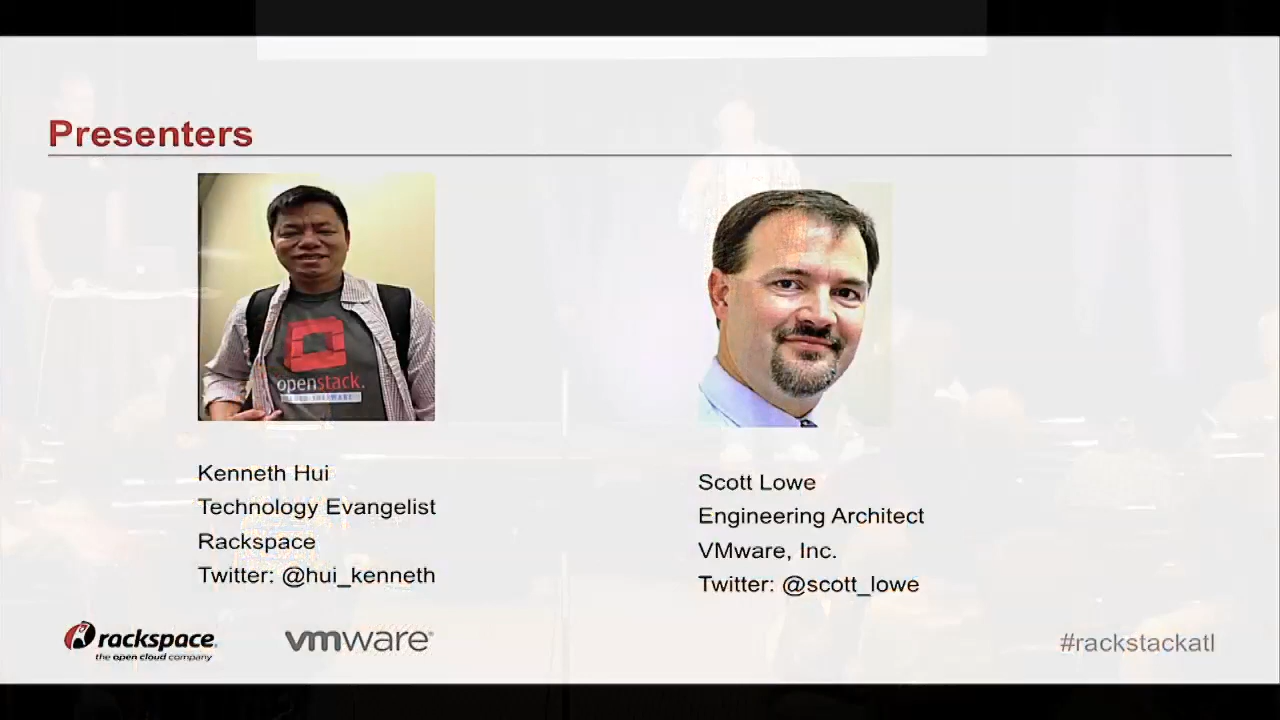 Presenters
openstack.
Kenneth Hui
Technology Evangelist
Rackspace
Twitter: @hui_kenneth
Scott Lowe
Engineering Architect
VMware, Inc.
Twitter: @scott_lowe
rackspace.
the open cloud company
vmware®
#rackstackatl